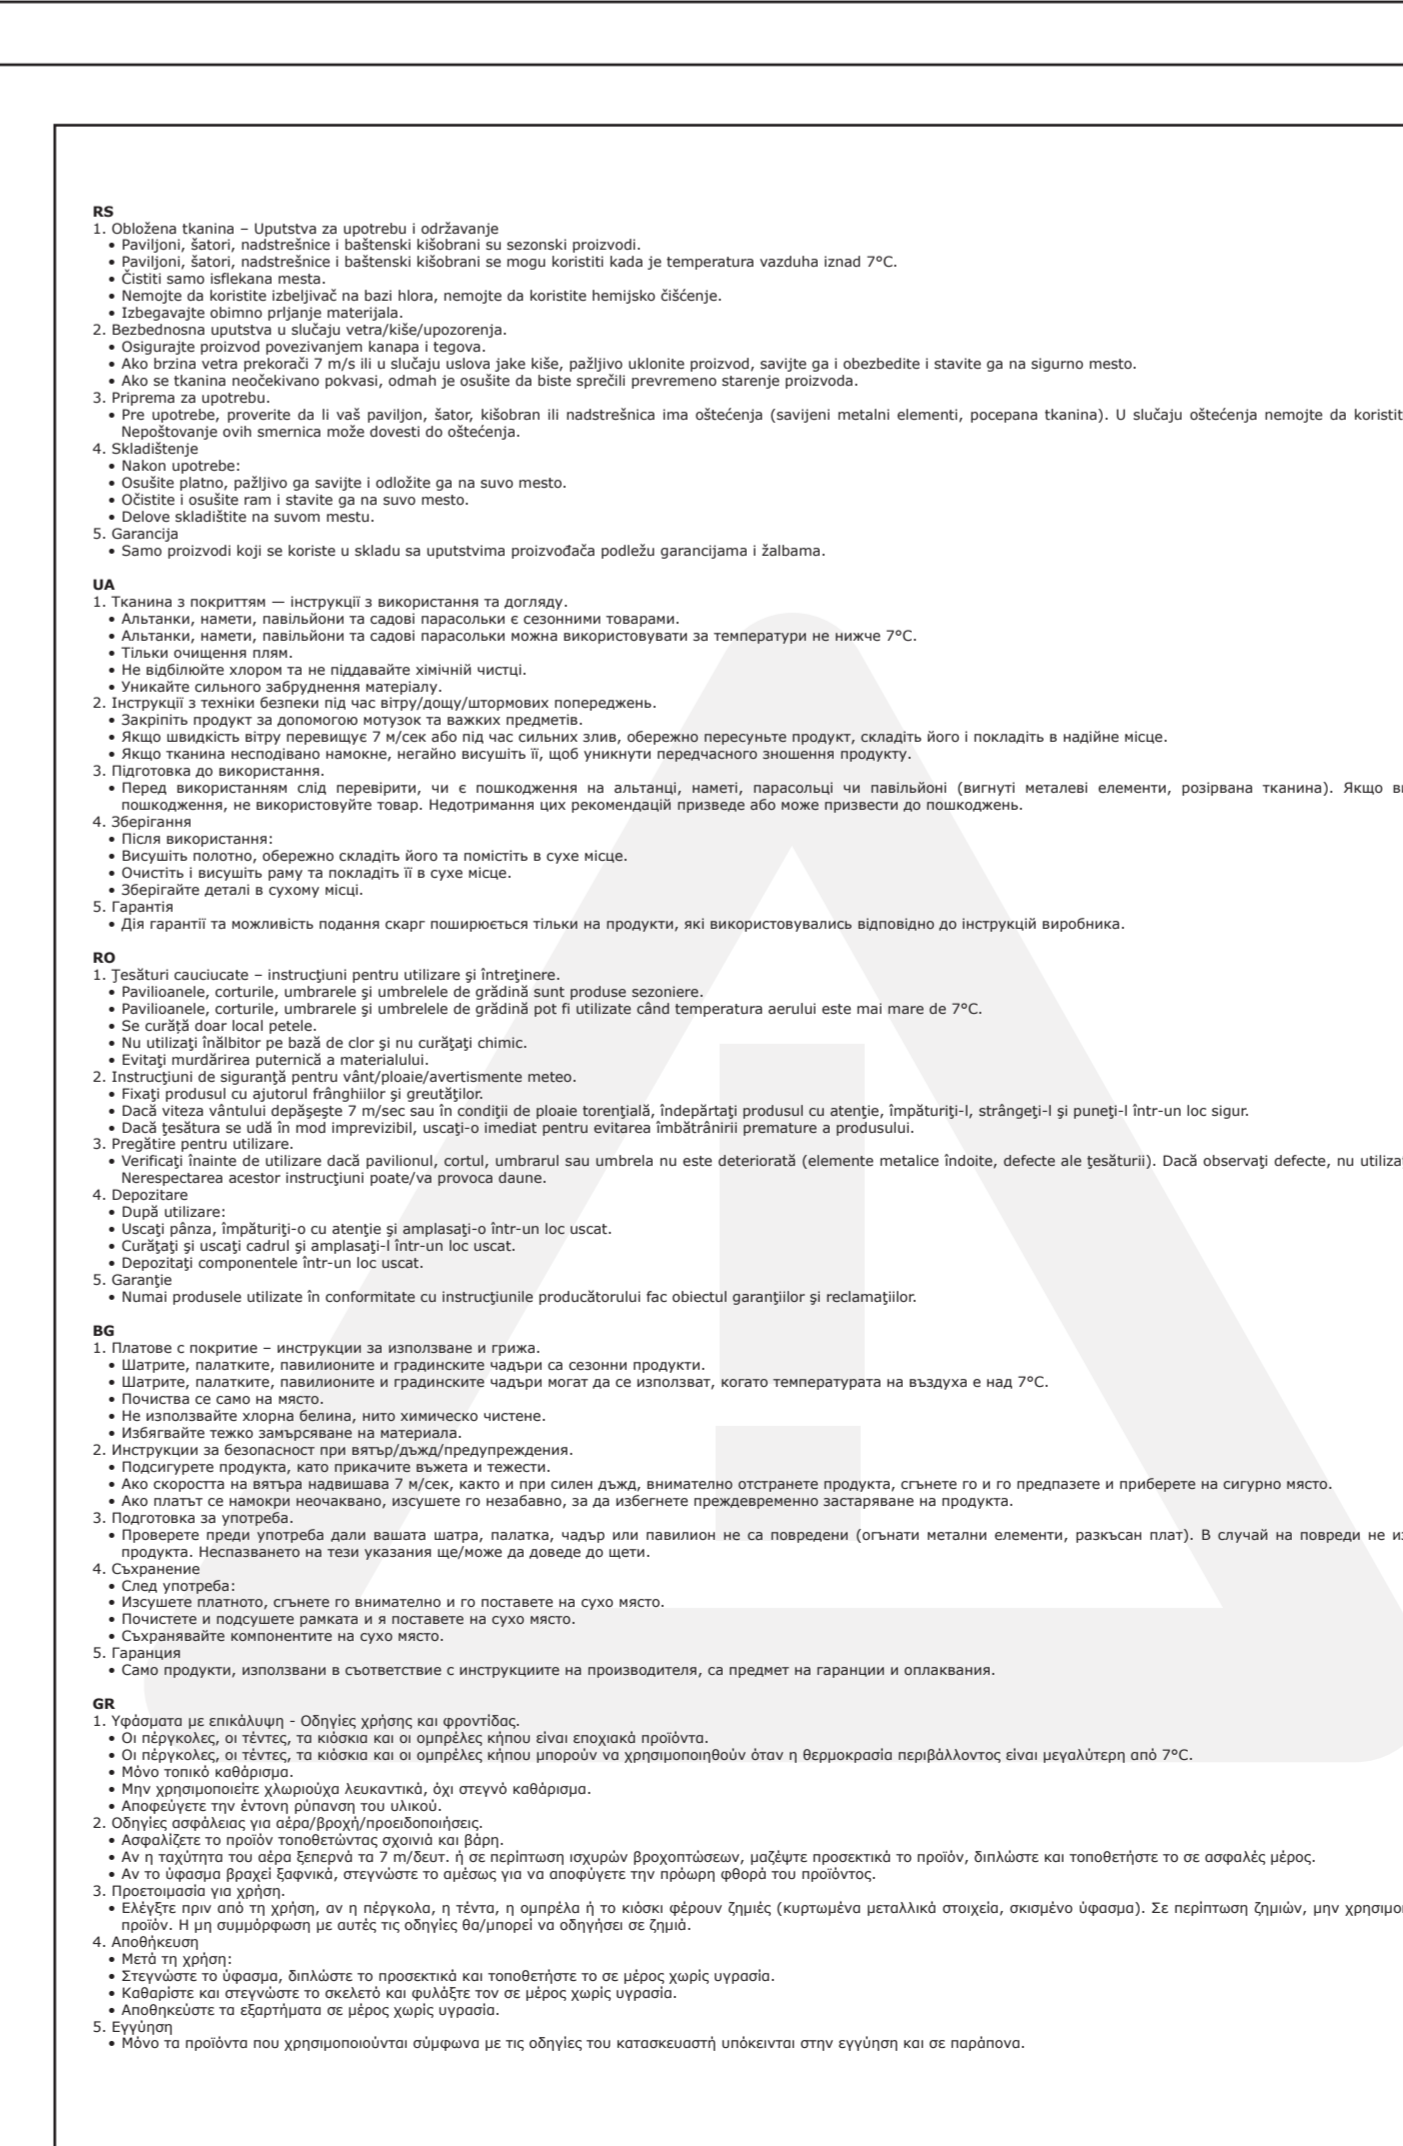 RS
1. Obložena tkanina – Uputstva za upotrebu i održavanje
• Paviljoni, šatori, nadstrešnice i baštenski kišobrani su sezonski proizvodi.
• Paviljoni, šatori, nadstrešnice i baštenski kišobrani se mogu koristiti kada je temperatura vazduha iznad 7°C.
• Čistiti samo isflekana mesta.
• Nemojte da koristite izbeljivač na bazi hlora, nemojte da koristite hemijsko čišćenje.
• Izbegavajte obimno prljanje materijala.
2. Bezbednosna uputstva u slučaju vetra/kiše/upozorenja.
• Osigurajte proizvod povezivanjem kanapa i tegova.
• Ako brzina vetra prekorači 7 m/s ili u slučaju uslova jake kiše, pažljivo uklonite proizvod, savijte ga i obezbedite i stavite ga na sigurno mesto.
• Ako se tkanina neočekivano pokvasi, odmah je osušite da biste sprečili prevremeno starenje proizvoda.
3. Priprema za upotrebu.
• Pre upotrebe, proverite da li vaš paviljon, šator, kišobran ili nadstrešnica ima oštećenja (savijeni metalni elementi, pocepana tkanina). U slučaju oštećenja nemojte da koristit
Nepoštovanje ovih smernica može dovesti do oštećenja.
4. Skladištenje
• Nakon upotrebe:
• Osušite platno, pažljivo ga savijte i odložite ga na suvo mesto.
• Očistite i osušite ram i stavite ga na suvo mesto.
• Delove skladištite na suvom mestu.
5. Garancija
• Samo proizvodi koji se koriste u skladu sa uputstvima proizvođača podležu garancijama i žalbama.
UA
1. Тканина з покриттям — інструкції з використання та догляду.
• Альтанки, намети, павільйони та садові парасольки є сезонними товарами.
• Альтанки, намети, павільйони та садові парасольки можна використовувати за температури не нижче 7°C.
• Тільки очищення плям.
• Не відбілюйте хлором та не піддавайте хімічній чистці.
• Уникайте сильного забруднення матеріалу.
2. Інструкції з техніки безпеки під час вітру/дощу/штормових попереджень.
• Закріпіть продукт за допомогою мотузок та важких предметів.
• Якщо швидкість вітру перевищує 7 м/сек або під час сильних злив, обережно пересуньте продукт, складіть його і покладіть в надійне місце.
• Якщо тканина несподівано намокне, негайно висушіть її, щоб уникнути передчасного зношення продукту.
3. Підготовка до використання.
• Перед використанням слід перевірити, чи є пошкодження на альтанці, наметі, парасольці чи павільйоні (вигнуті металеві елементи, розірвана тканина). Якщо ви
пошкодження, не використовуйте товар. Недотримання цих рекомендацій призведе або може призвести до пошкоджень.
4. Зберігання
• Після використання:
• Висушіть полотно, обережно складіть його та помістіть в сухе місце.
• Очистіть і висушіть раму та покладіть її в сухе місце.
• Зберігайте деталі в сухому місці.
5. Гарантія
• Дія гарантії та можливість подання скарг поширюється тільки на продукти, які використовувались відповідно до інструкцій виробника.
RO
1. Ţesături cauciucate – instrucţiuni pentru utilizare şi întreţinere.
• Pavilioanele, corturile, umbrarele şi umbrelele de grădină sunt produse sezoniere.
• Pavilioanele, corturile, umbrarele şi umbrelele de grădină pot fi utilizate când temperatura aerului este mai mare de 7°C.
• Se curăţă doar local petele.
• Nu utilizaţi înălbitor pe bază de clor şi nu curăţaţi chimic.
• Evitaţi murdărirea puternică a materialului.
2. Instrucţiuni de siguranţă pentru vânt/ploaie/avertismente meteo.
• Fixaţi produsul cu ajutorul frânghiilor şi greutăţilor.
• Dacă viteza vântului depăşeşte 7 m/sec sau în condiţii de ploaie torenţială, îndepărtaţi produsul cu atenţie, împăturiţi-l, strângeţi-l şi puneţi-l într-un loc sigur.
• Dacă ţesătura se udă în mod imprevizibil, uscaţi-o imediat pentru evitarea îmbătrânirii premature a produsului.
3. Pregătire pentru utilizare.
• Verificaţi înainte de utilizare dacă pavilionul, cortul, umbrarul sau umbrela nu este deteriorată (elemente metalice îndoite, defecte ale ţesăturii). Dacă observaţi defecte, nu utiliza
Nerespectarea acestor instrucţiuni poate/va provoca daune.
4. Depozitare
• După utilizare:
• Uscaţi pânza, împăturiţi-o cu atenţie şi amplasaţi-o într-un loc uscat.
• Curăţaţi şi uscaţi cadrul şi amplasaţi-l într-un loc uscat.
• Depozitaţi componentele într-un loc uscat.
5. Garanţie
• Numai produsele utilizate în conformitate cu instrucţiunile producătorului fac obiectul garanţiilor şi reclamaţiilor.
BG
1. Платове с покритие – инструкции за използване и грижа.
• Шатрите, палатките, павилионите и градинските чадъри са сезонни продукти.
• Шатрите, палатките, павилионите и градинските чадъри могат да се използват, когато температурата на въздуха е над 7°C.
• Почиства се само на място.
• Не използвайте хлорна белина, нито химическо чистене.
• Избягвайте тежко замърсяване на материала.
2. Инструкции за безопасност при вятър/дъжд/предупреждения.
• Подсигурете продукта, като прикачите въжета и тежести.
• Ако скоростта на вятъра надвишава 7 м/сек, както и при силен дъжд, внимателно отстранете продукта, сгънете го и го предпазете и приберете на сигурно място.
• Ако платът се намокри неочаквано, изсушете го незабавно, за да избегнете преждевременно застаряване на продукта.
3. Подготовка за употреба.
• Проверете преди употреба дали вашата шатра, палатка, чадър или павилион не са повредени (огънати метални елементи, разкъсан плат). В случай на повреди не из
продукта. Неспазването на тези указания ще/може да доведе до щети.
4. Съхранение
• След употреба:
• Изсушете платното, сгънете го внимателно и го поставете на сухо място.
• Почистете и подсушете рамката и я поставете на сухо място.
• Съхранявайте компонентите на сухо място.
5. Гаранция
• Само продукти, използвани в съответствие с инструкциите на производителя, са предмет на гаранции и оплаквания.
GR
1. Υφάσματα με επικάλυψη - Οδηγίες χρήσης και φροντίδας.
• Οι πέργκολες, οι τέντες, τα κιόσκια και οι ομπρέλες κήπου είναι εποχιακά προϊόντα.
• Οι πέργκολες, οι τέντες, τα κιόσκια και οι ομπρέλες κήπου μπορούν να χρησιμοποιηθούν όταν η θερμοκρασία περιβάλλοντος είναι μεγαλύτερη από 7°C.
• Μόνο τοπικό καθάρισμα.
• Μην χρησιμοποιείτε χλωριούχα λευκαντικά, όχι στεγνό καθάρισμα.
• Αποφεύγετε την έντονη ρύπανση του υλικού.
2. Οδηγίες ασφάλειας για αέρα/βροχή/προειδοποιήσεις.
• Ασφαλίζετε το προϊόν τοποθετώντας σχοινιά και βάρη.
• Αν η ταχύτητα του αέρα ξεπερνά τα 7 m/δευτ. ή σε περίπτωση ισχυρών βροχοπτώσεων, μαζέψτε προσεκτικά το προϊόν, διπλώστε και τοποθετήστε το σε ασφαλές μέρος.
• Αν το ύφασμα βραχεί ξαφνικά, στεγνώστε το αμέσως για να αποφύγετε την πρόωρη φθορά του προϊόντος.
3. Προετοιμασία για χρήση.
• Ελέγξτε πριν από τη χρήση, αν η πέργκολα, η τέντα, η ομπρέλα ή το κιόσκι φέρουν ζημιές (κυρτωμένα μεταλλικά στοιχεία, σκισμένο ύφασμα). Σε περίπτωση ζημιών, μην χρησιμοπ
προϊόν. Η μη συμμόρφωση με αυτές τις οδηγίες θα/μπορεί να οδηγήσει σε ζημιά.
4. Αποθήκευση
• Μετά τη χρήση:
• Στεγνώστε το ύφασμα, διπλώστε το προσεκτικά και τοποθετήστε το σε μέρος χωρίς υγρασία.
• Καθαρίστε και στεγνώστε το σκελετό και φυλάξτε τον σε μέρος χωρίς υγρασία.
• Αποθηκεύστε τα εξαρτήματα σε μέρος χωρίς υγρασία.
5. Εγγύηση
• Μόνο τα προϊόντα που χρησιμοποιούνται σύμφωνα με τις οδηγίες του κατασκευαστή υπόκεινται στην εγγύηση και σε παράπονα.